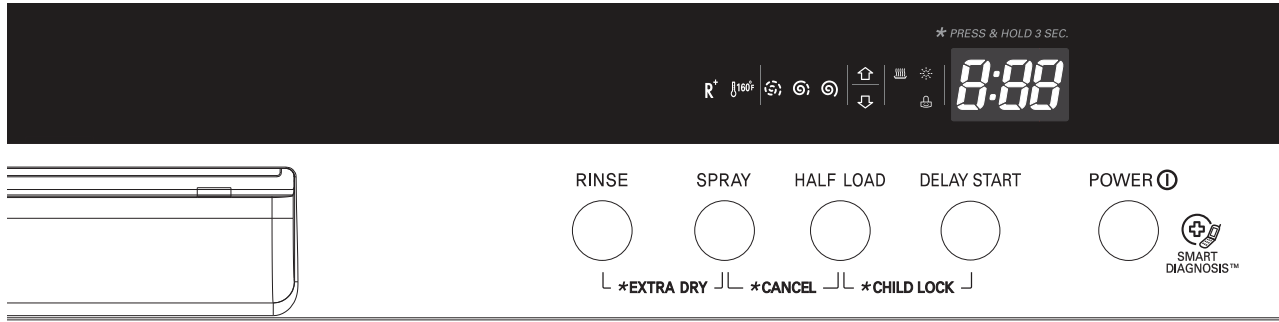 * PRESS & HOLD 3 SEC.
R+ 160°F 8:88
RINSE SPRAY HALF LOAD DELAY START POWER
SMART
DIAGNOSIS™
*EXTRA DRY *CANCEL *CHILD LOCK